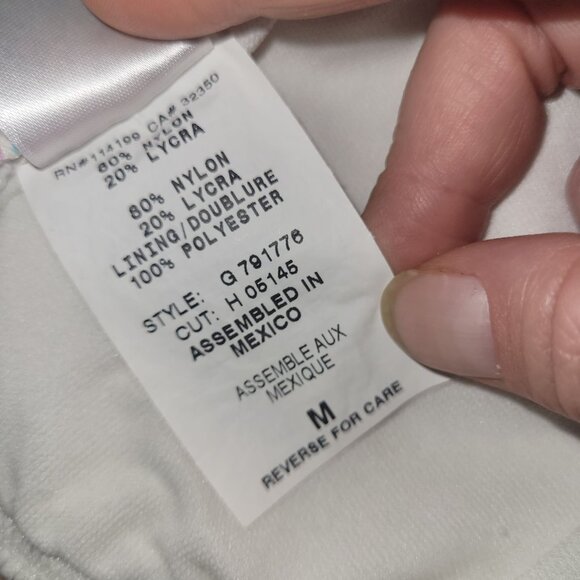 RN# 114199 CA# 32350
80% NYLON
20% LYCRA
80% NYLON
20% LYCRA
LINING/DOUBLURE
100% POLYESTER
STYLE: G 791776
CUT: H 05145
ASSEMBLED IN
MEXICO
ASSEMBLE AUX
MEXIQUE
M
REVERSE FOR CARE